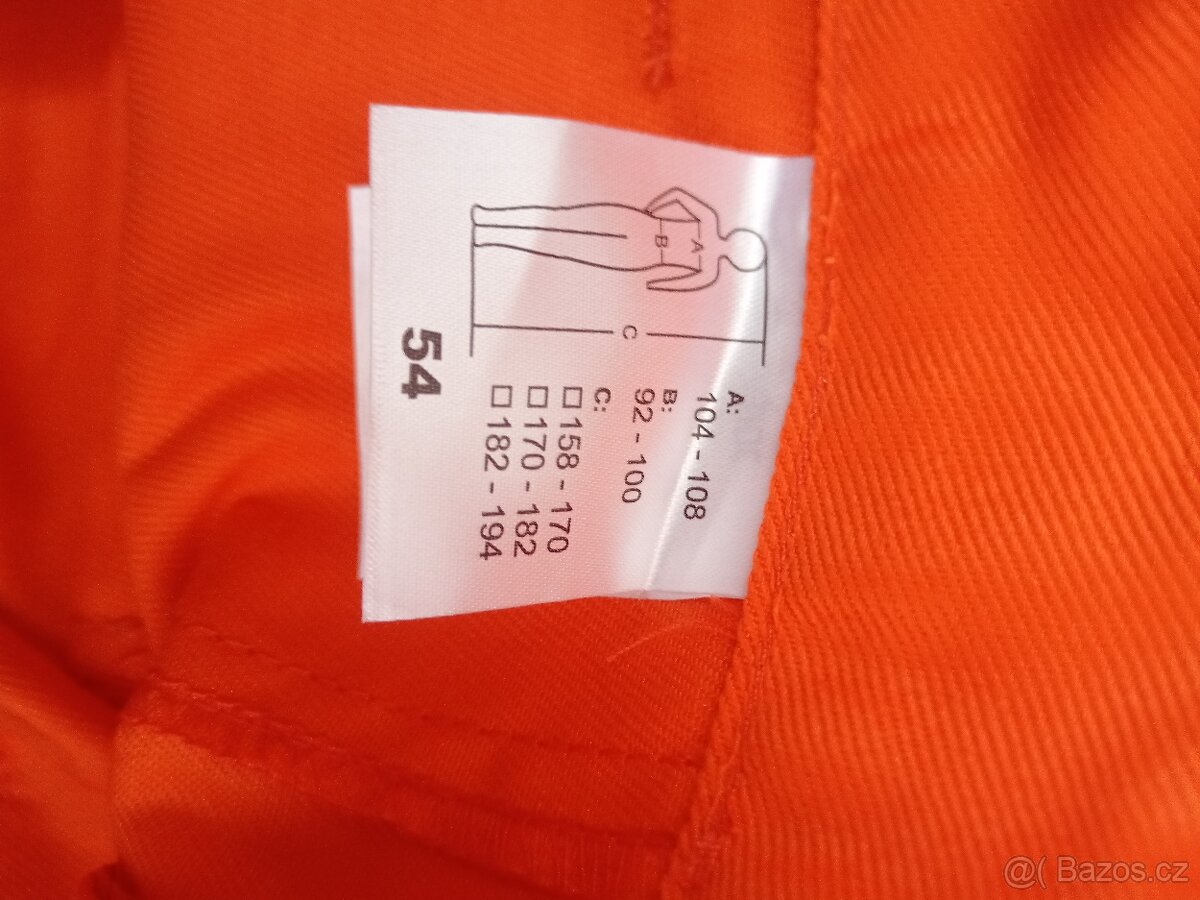 A
B
C
A:
104 - 108
B:
92 - 100
C:
☐ 158 - 170
☐ 170 - 182
☐ 182 - 194
54
@( Bazos.cz